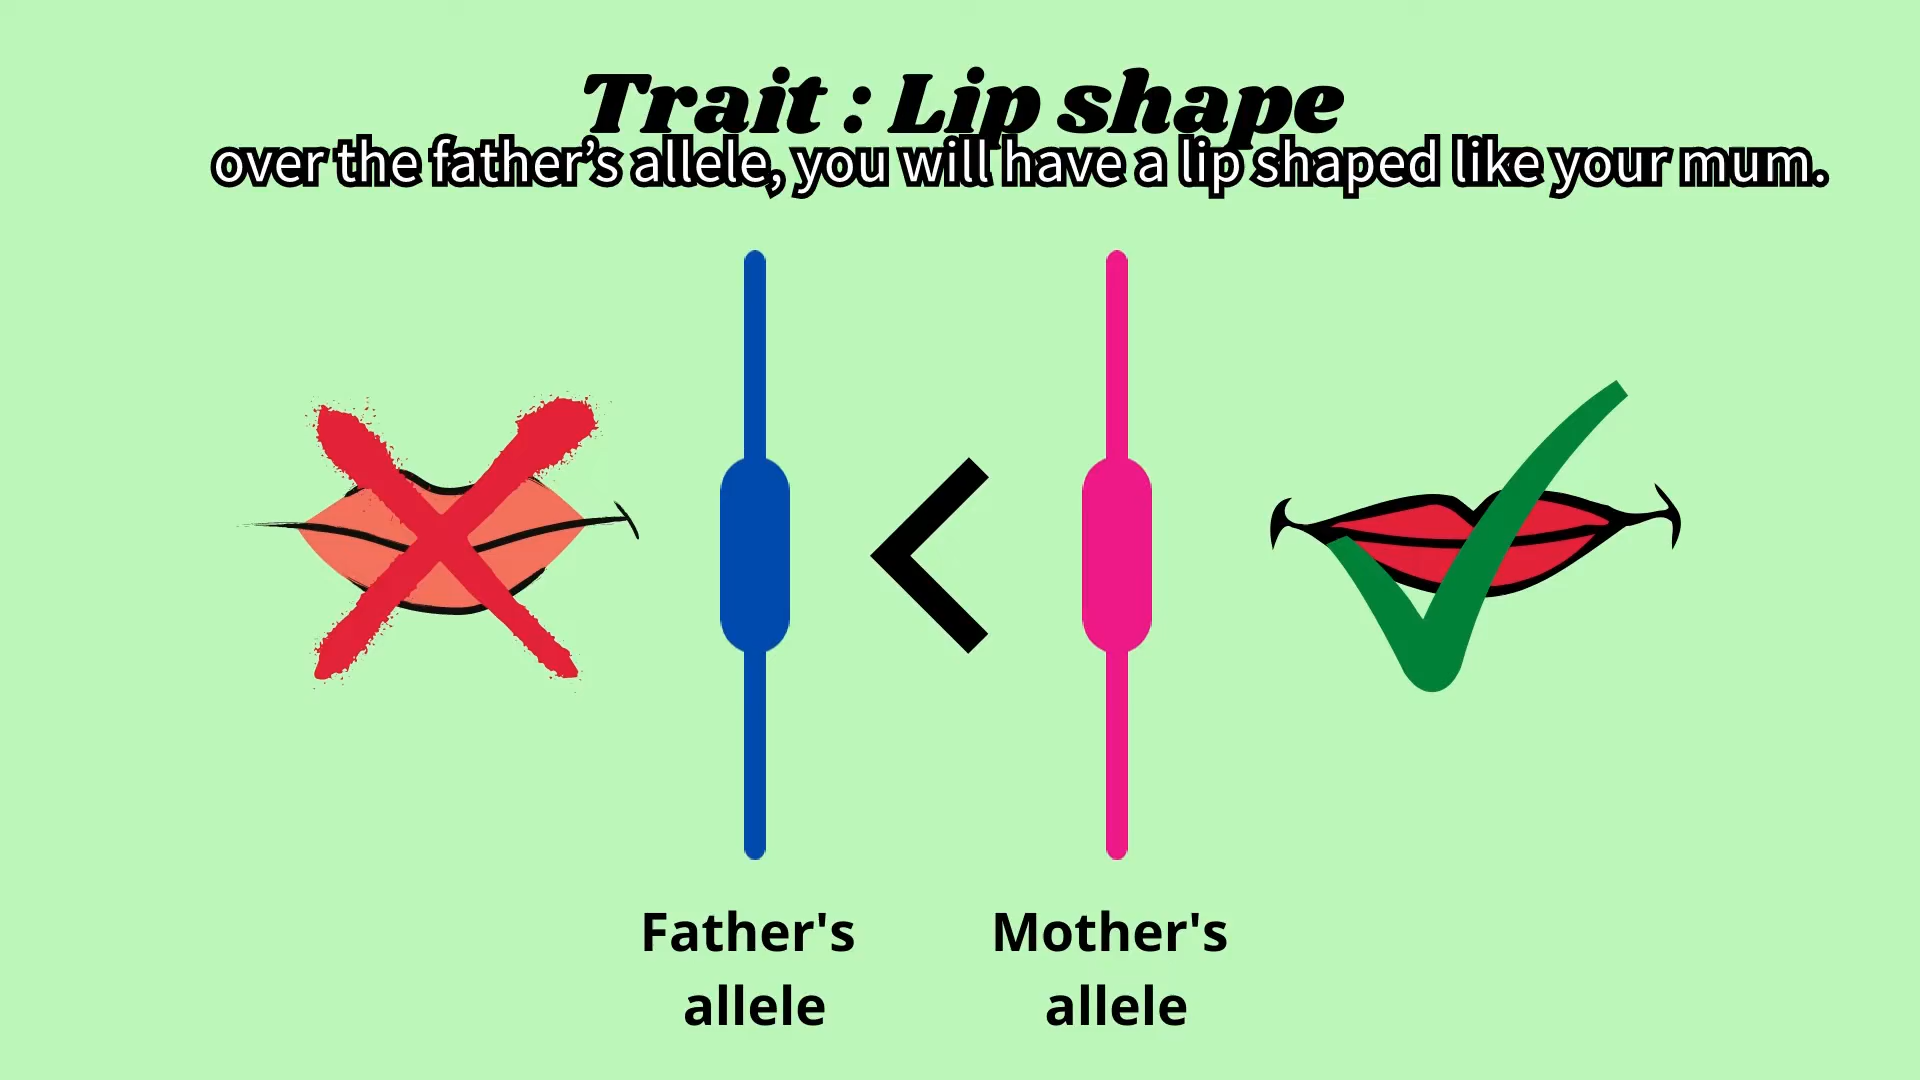 Trait : Lip shape
over the father’s allele, you will have a lip shaped like your mum.
Father's
allele
Mother's
allele